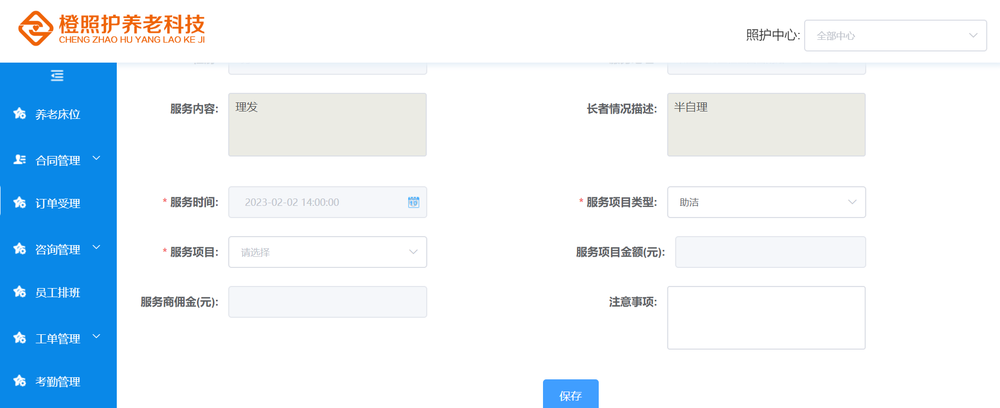 橙照护养老科技
CHENG ZHAO HU YANG LAO KE JI
照护中心: 全部中心
养老床位
合同管理
订单受理
咨询管理
员工排班
工单管理
考勤管理
服务内容: 理发
长者情况描述: 半自理
* 服务时间: 2023-02-02 14:00:00
* 服务项目类型: 助洁
* 服务项目: 请选择
服务项目金额(元):
服务商佣金(元):
注意事项:
保存